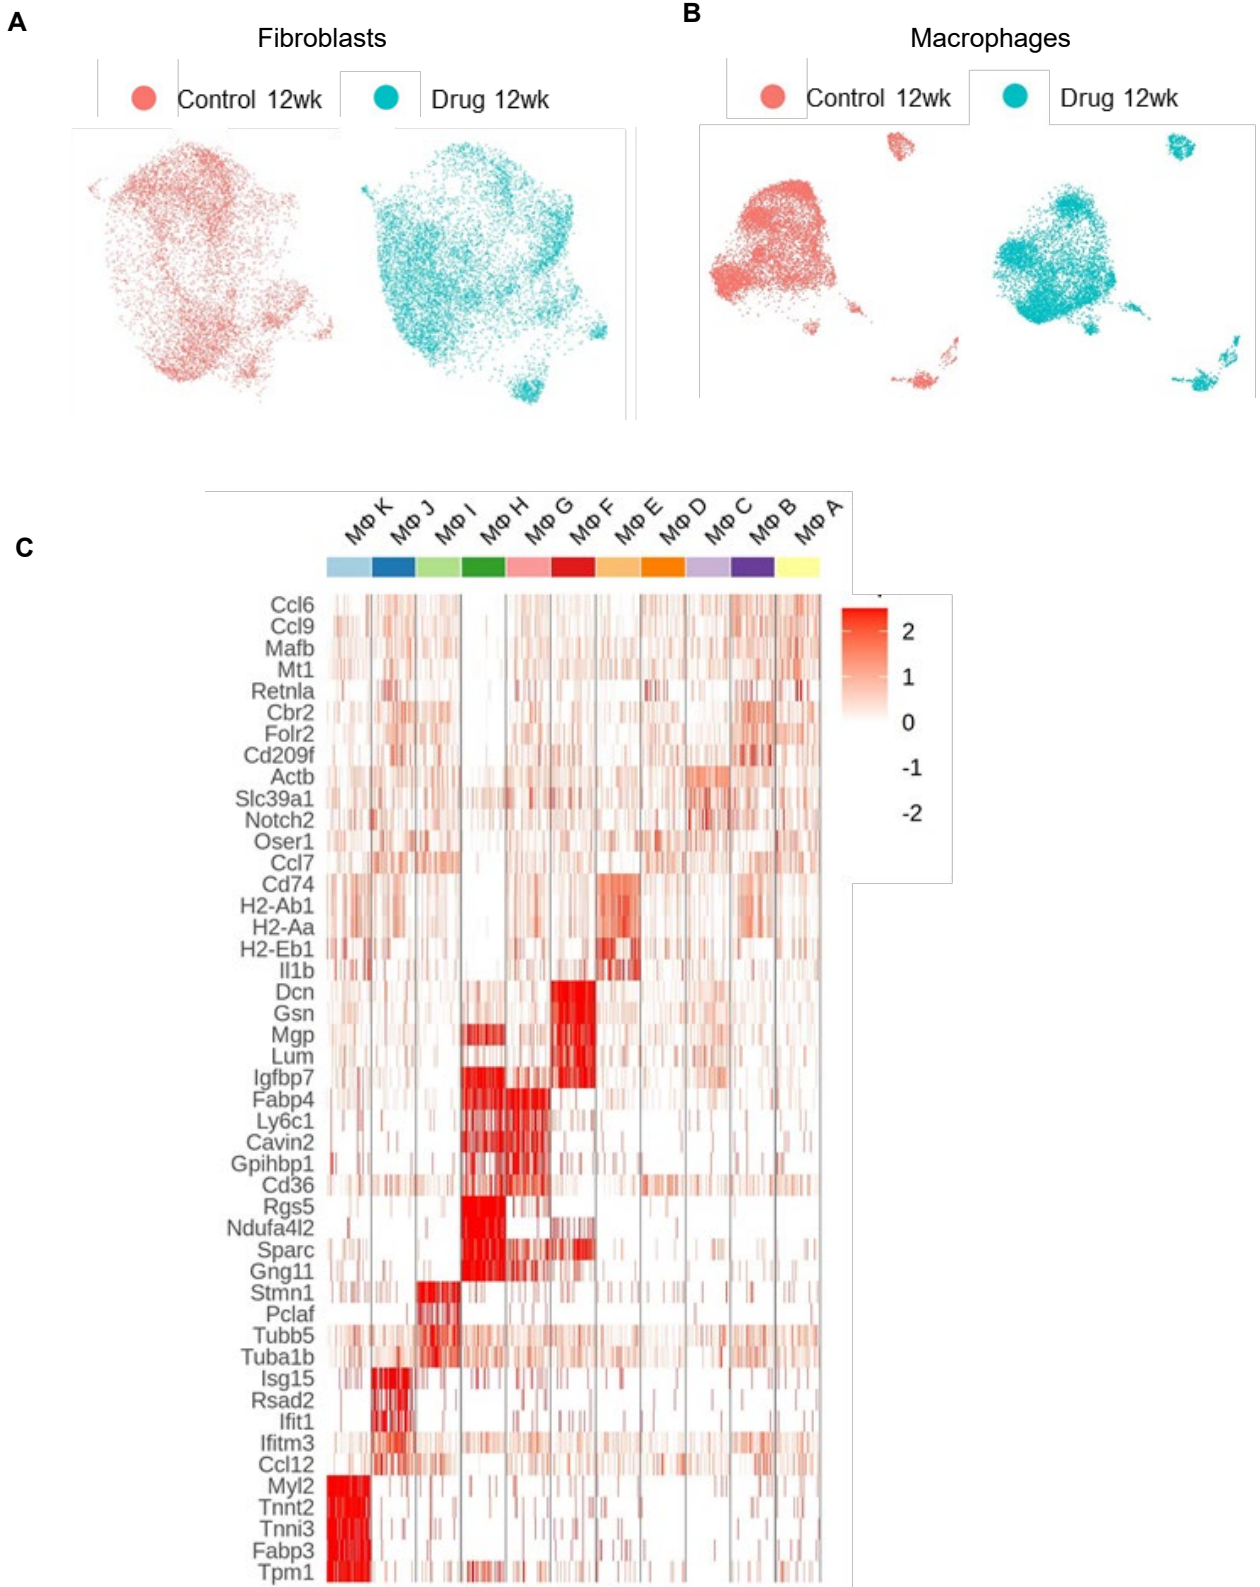 A
B
Fibroblasts
Macrophages
Control 12wk
Drug 12wk
Control 12wk
Drug 12wk
C
MΦ K
MΦ J
MΦ I
MΦ H
MΦ G
MΦ F
MΦ E
MΦ D
MΦ C
MΦ B
MΦ A
Ccl6
Ccl9
Mafb
Mt1
Retnla
Cbr2
Folr2
Cd209f
Actb
Slc39a1
Notch2
Oser1
Ccl7
Cd74
H2-Ab1
H2-Aa
H2-Eb1
Il1b
Dcn
Gsn
Mgp
Lum
Igfbp7
Fabp4
Ly6c1
Cavin2
Gpihbp1
Cd36
Rgs5
Ndufa4l2
Sparc
Gng11
Stmn1
Pclaf
Tubb5
Tuba1b
Isg15
Rsad2
Ifit1
Ifitm3
Ccl12
Myl2
Tnnt2
Tnni3
Fabp3
Tpm1
2
1
0
-1
-2